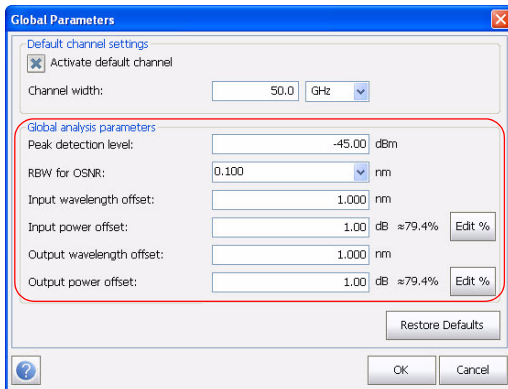 Global Parameters
Default channel settings
Activate default channel
Channel width: 50.0 GHz
Global analysis parameters
Peak detection level: -45.00 dBm
RBW for OSNR: 0.100 nm
Input wavelength offset: 1.000 nm
Input power offset: 1.00 dB ≈79.4% Edit %
Output wavelength offset: 1.000 nm
Output power offset: 1.00 dB ≈79.4% Edit %
Restore Defaults
? OK Cancel